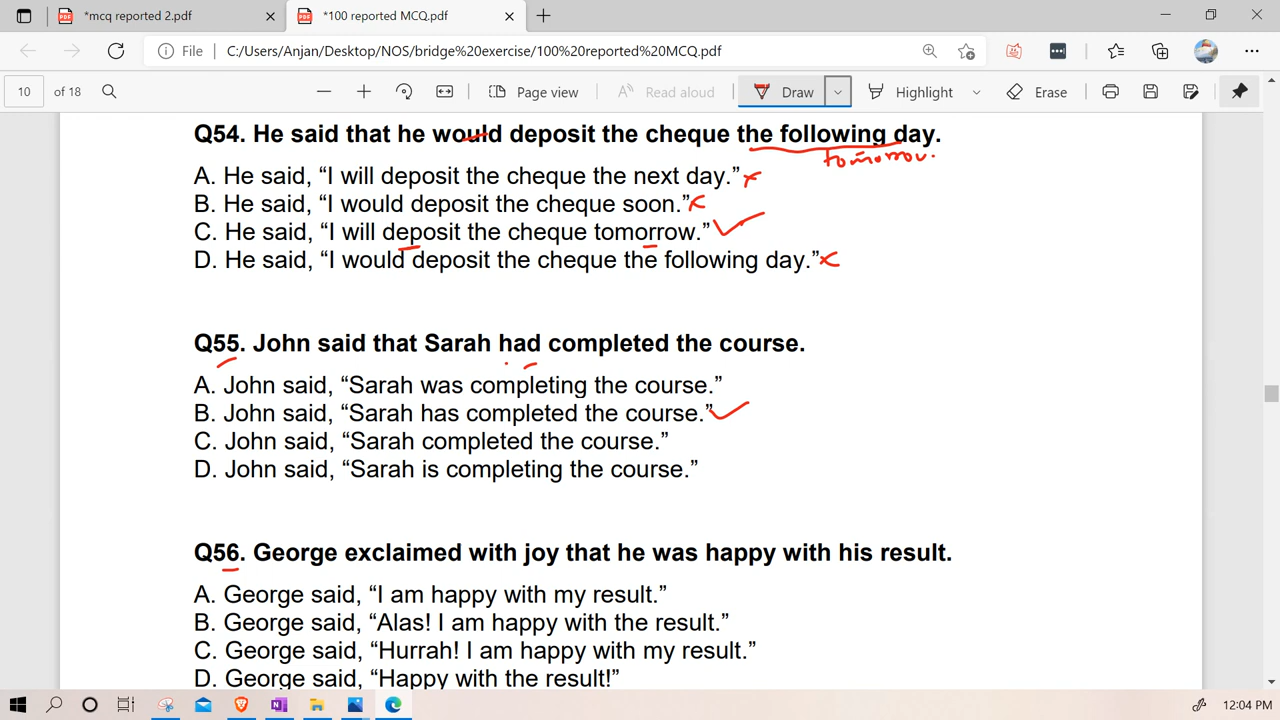 *mcq reported 2.pdf
*100 reported MCQ.pdf
File C:/Users/Anjan/Desktop/NOS/bridge%20exercise/100%20reported%20MCQ.pdf
10 of 18 Page view Read aloud Draw Highlight Erase
Q54. He said that he would deposit the cheque the following day.
tomorrow.
A. He said, “I will deposit the cheque the next day.”
B. He said, “I would deposit the cheque soon.”
C. He said, “I will deposit the cheque tomorrow.”
D. He said, “I would deposit the cheque the following day.”
Q55. John said that Sarah had completed the course.
A. John said, “Sarah was completing the course.”
B. John said, “Sarah has completed the course.”
C. John said, “Sarah completed the course.”
D. John said, “Sarah is completing the course.”
Q56. George exclaimed with joy that he was happy with his result.
A. George said, “I am happy with my result.”
B. George said, “Alas! I am happy with the result.”
C. George said, “Hurrah! I am happy with my result.”
D. George said, “Happy with the result!”
12:04 PM